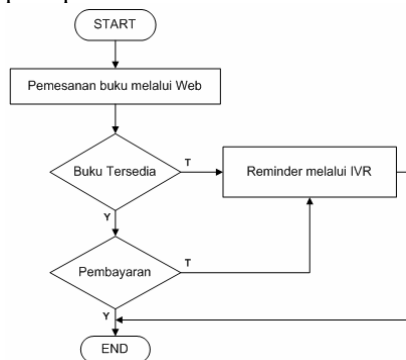 START
Pemesanan buku melalui Web
Buku Tersedia
T
Reminder melalui IVR
Y
Pembayaran
T
Y
END